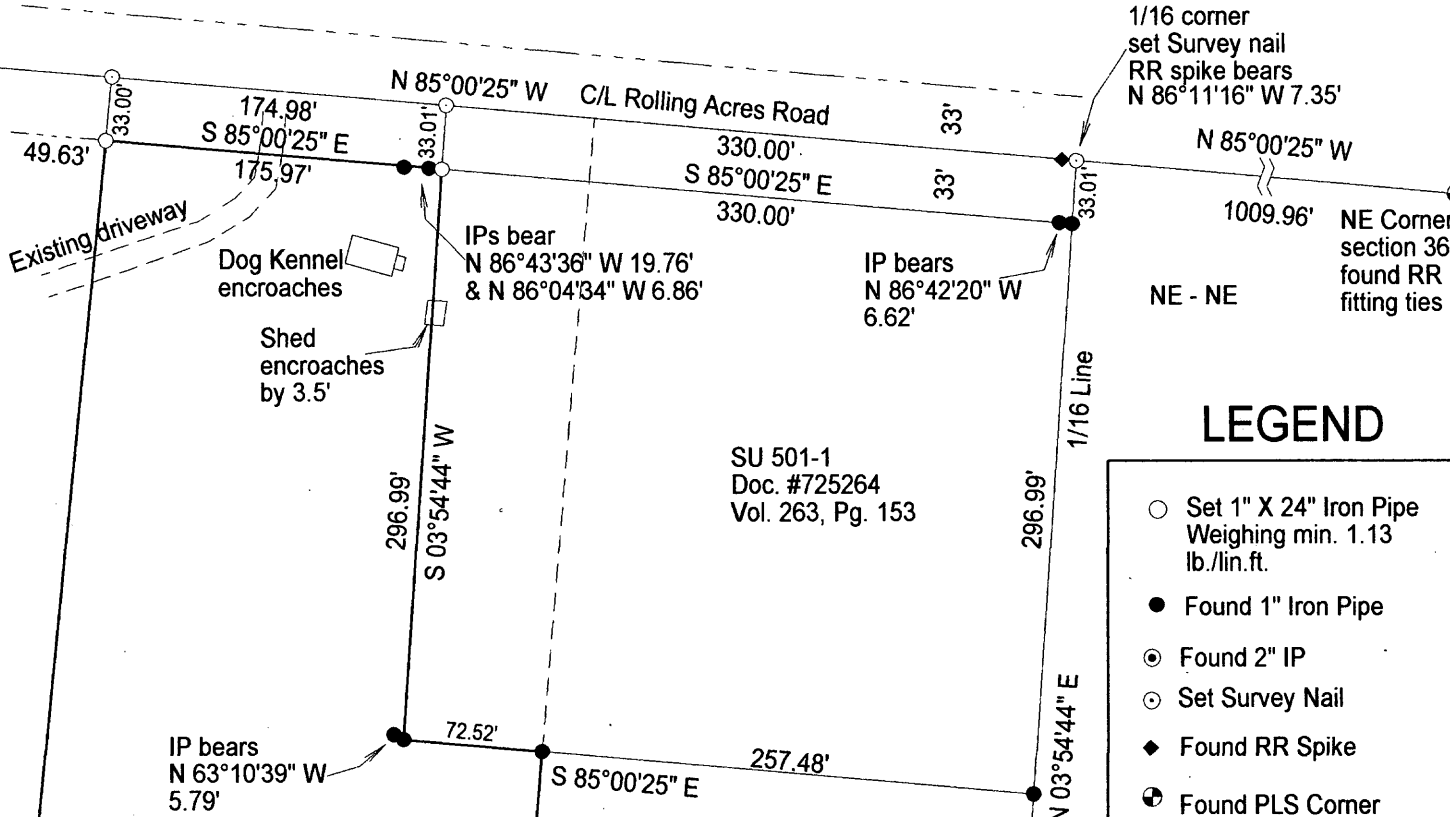 1/16 corner
set Survey nail
RR spike bears
N 86°11'16" W 7.35'
N 85°00'25" W
C/L Rolling Acres Road
33'
33.00'
174.98'
33.01'
330.00'
N 85°00'25" W
S 85°00'25" E
S 85°00'25" E
33'
33.01'
49.63'
175.97'
330.00'
1009.96'
NE Corner
section 36
found RR
fitting ties
Existing driveway
Dog Kennel
encroaches
IPs bear
N 86°43'36" W 19.76'
& N 86°04'34" W 6.86'
IP bears
N 86°42'20" W
6.62'
NE - NE
Shed
encroaches
by 3.5'
1/16 Line
296.99'
S 03°54'44" W
SU 501-1
Doc. #725264
Vol. 263, Pg. 153
296.99'
N 03°54'44" E
72.52'
257.48'
S 85°00'25" E
IP bears
N 63°10'39" W
5.79'
LEGEND
Set 1" X 24" Iron Pipe
Weighing min. 1.13
lb./lin.ft.
Found 1" Iron Pipe
Found 2" IP
Set Survey Nail
Found RR Spike
Found PLS Corner